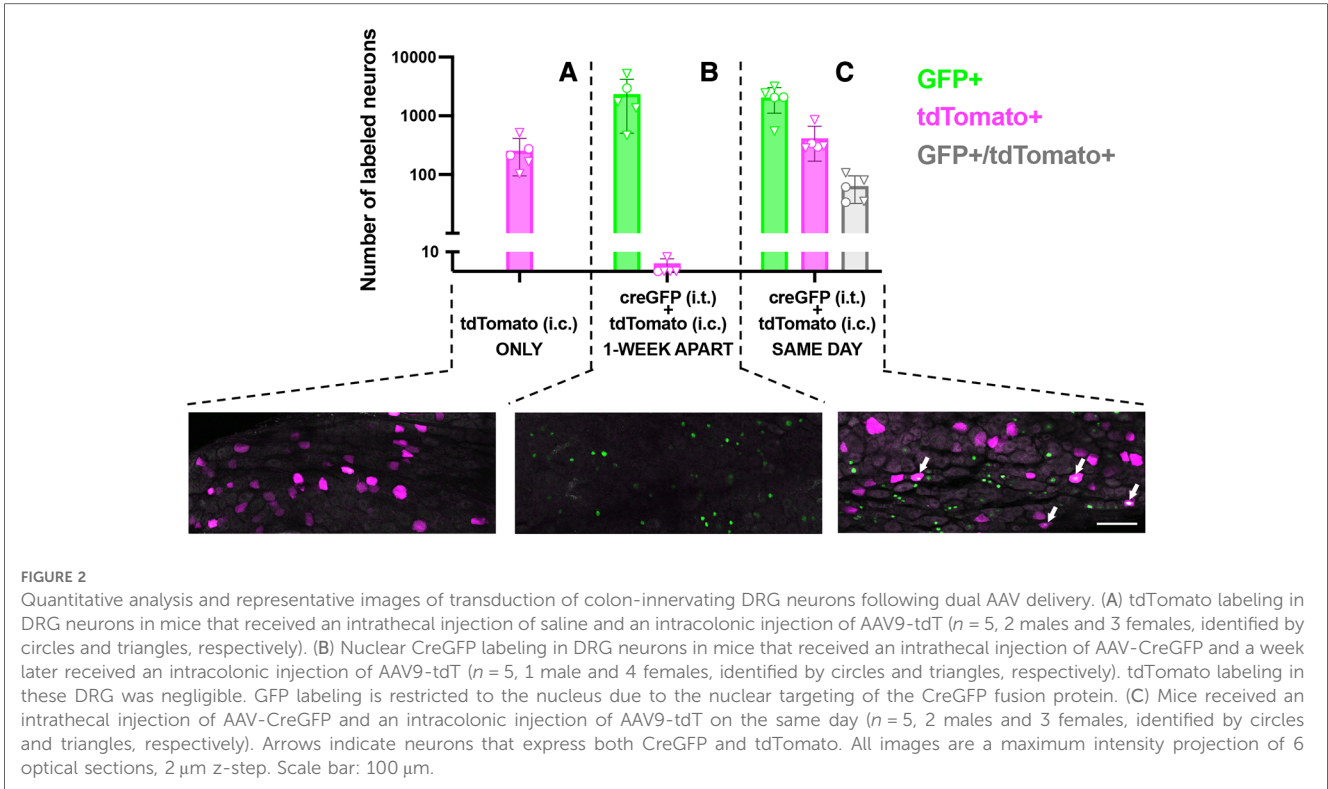 Number of labeled neurons
10000
1000
100
10
A
B
C
GFP+
tdTomato+
GFP+/tdTomato+
tdTomato (i.c.)
ONLY
creGFP (i.t.)
+
tdTomato (i.c.)
1-WEEK APART
creGFP (i.t.)
+
tdTomato (i.c.)
SAME DAY
FIGURE 2
Quantitative analysis and representative images of transduction of colon-innervating DRG neurons following dual AAV delivery. (A) tdTomato labeling in
DRG neurons in mice that received an intrathecal injection of saline and an intracolonic injection of AAV9-tdT (n = 5, 2 males and 3 females, identified by
circles and triangles, respectively). (B) Nuclear CreGFP labeling in DRG neurons in mice that received an intrathecal injection of AAV-CreGFP and a week
later received an intracolonic injection of AAV9-tdT (n = 5, 1 male and 4 females, identified by circles and triangles, respectively). tdTomato labeling in
these DRG was negligible. GFP labeling is restricted to the nucleus due to the nuclear targeting of the CreGFP fusion protein. (C) Mice received an
intrathecal injection of AAV-CreGFP and an intracolonic injection of AAV9-tdT on the same day (n = 5, 2 males and 3 females, identified by circles
and triangles, respectively). Arrows indicate neurons that express both CreGFP and tdTomato. All images are a maximum intensity projection of 6
optical sections, 2 μm z-step. Scale bar: 100 μm.